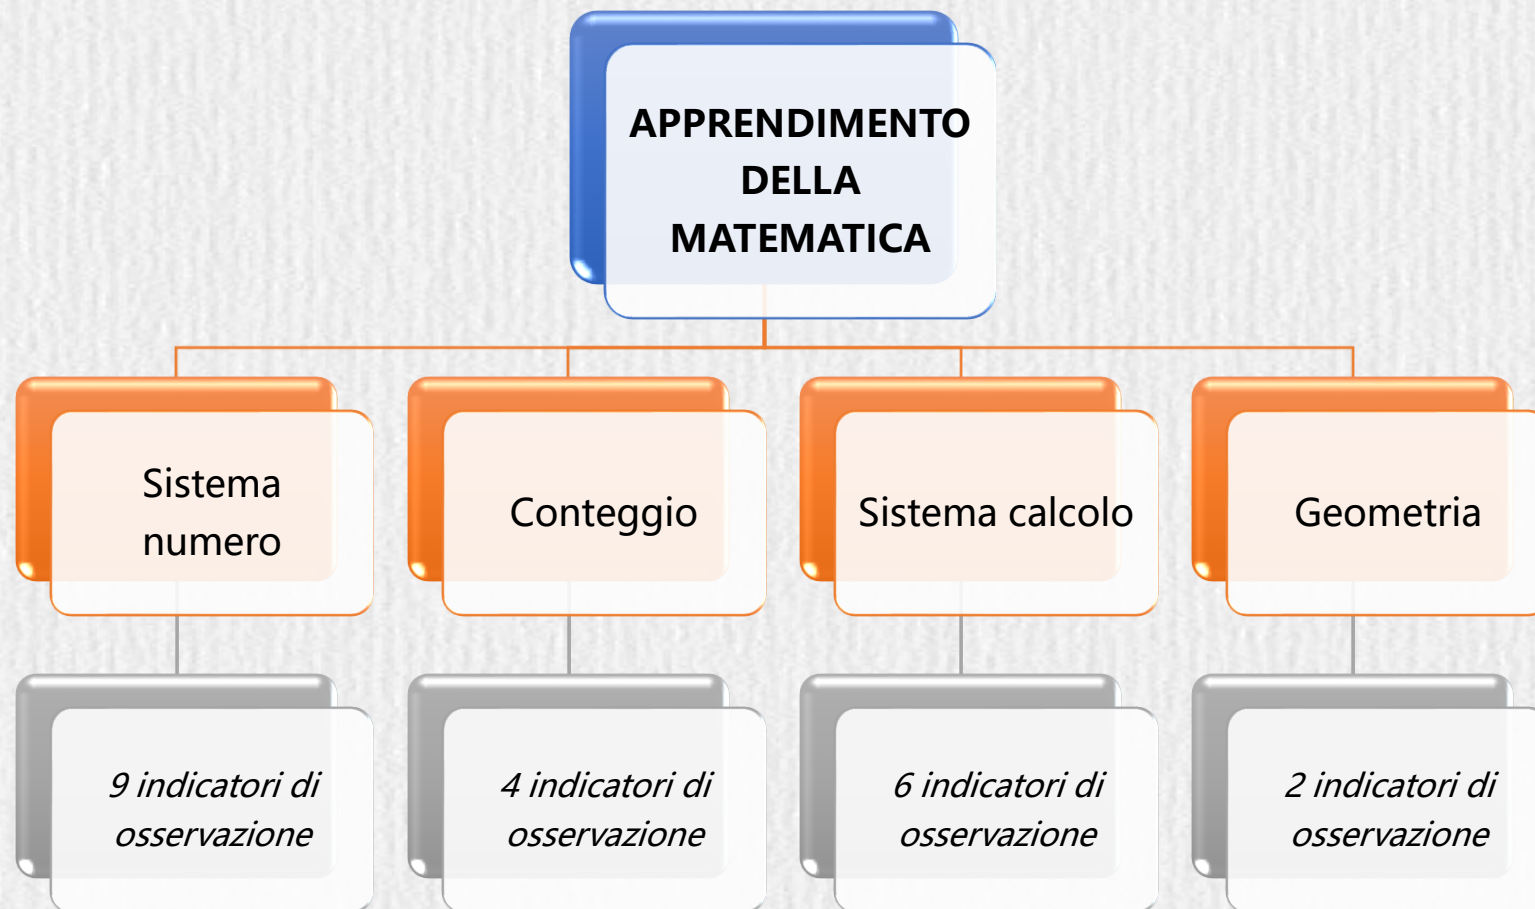 APPRENDIMENTO
DELLA
MATEMATICA
Sistema
numero
Conteggio
Sistema calcolo
Geometria
9 indicatori di
osservazione
4 indicatori di
osservazione
6 indicatori di
osservazione
2 indicatori di
osservazione